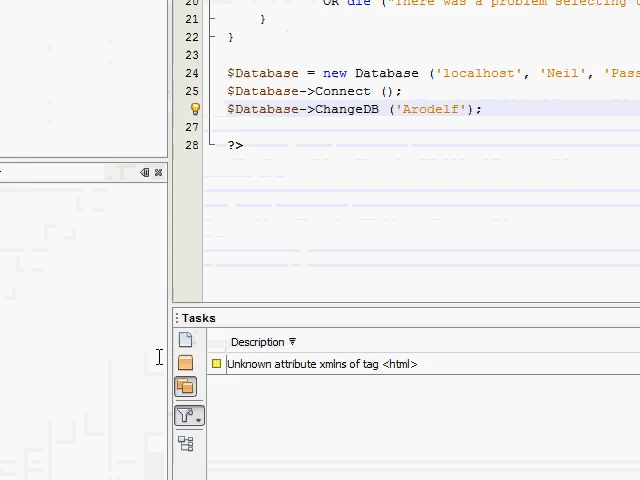 20 OR die ("There was a problem selecting
21 }
22 }
23
24 $Database = new Database ('localhost', 'Neil', 'Pass
25 $Database->Connect ();
$Database->ChangeDB ('Arodelf');
27
28 ?>
Tasks
Description
Unknown attribute xmlns of tag <html>